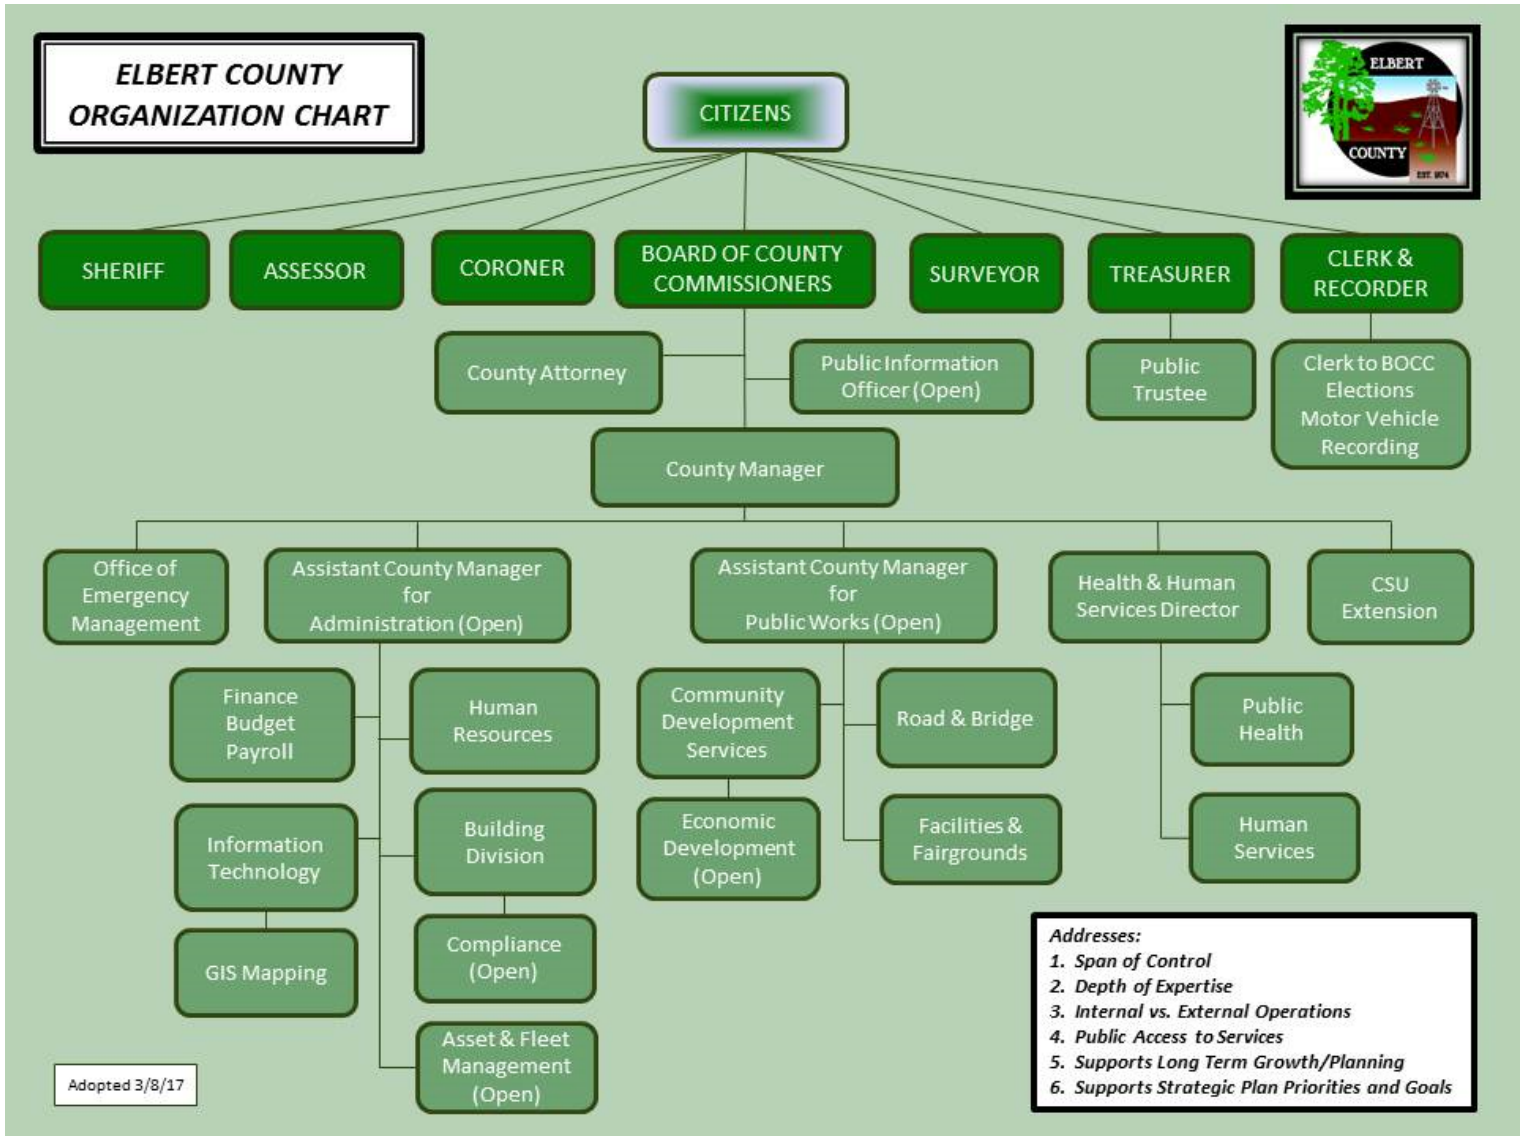 ELBERT COUNTY
ORGANIZATION CHART
CITIZENS
ELBERT
COUNTY
EST. 1874
SHERIFF
ASSESSOR
CORONER
BOARD OF COUNTY
COMMISSIONERS
SURVEYOR
TREASURER
CLERK &
RECORDER
County Attorney
Public Information
Officer (Open)
Public
Trustee
Clerk to BOCC
Elections
Motor Vehicle
Recording
County Manager
Office of
Emergency
Management
Assistant County Manager
for
Administration (Open)
Assistant County Manager
for
Public Works (Open)
Health & Human
Services Director
CSU
Extension
Finance
Budget
Payroll
Human
Resources
Community
Development
Services
Road & Bridge
Public
Health
Information
Technology
Building
Division
Economic
Development
(Open)
Facilities &
Fairgrounds
Human
Services
GIS Mapping
Compliance
(Open)
Asset & Fleet
Management
(Open)
Addresses:
1. Span of Control
2. Depth of Expertise
3. Internal vs. External Operations
4. Public Access to Services
5. Supports Long Term Growth/Planning
6. Supports Strategic Plan Priorities and Goals
Adopted 3/8/17